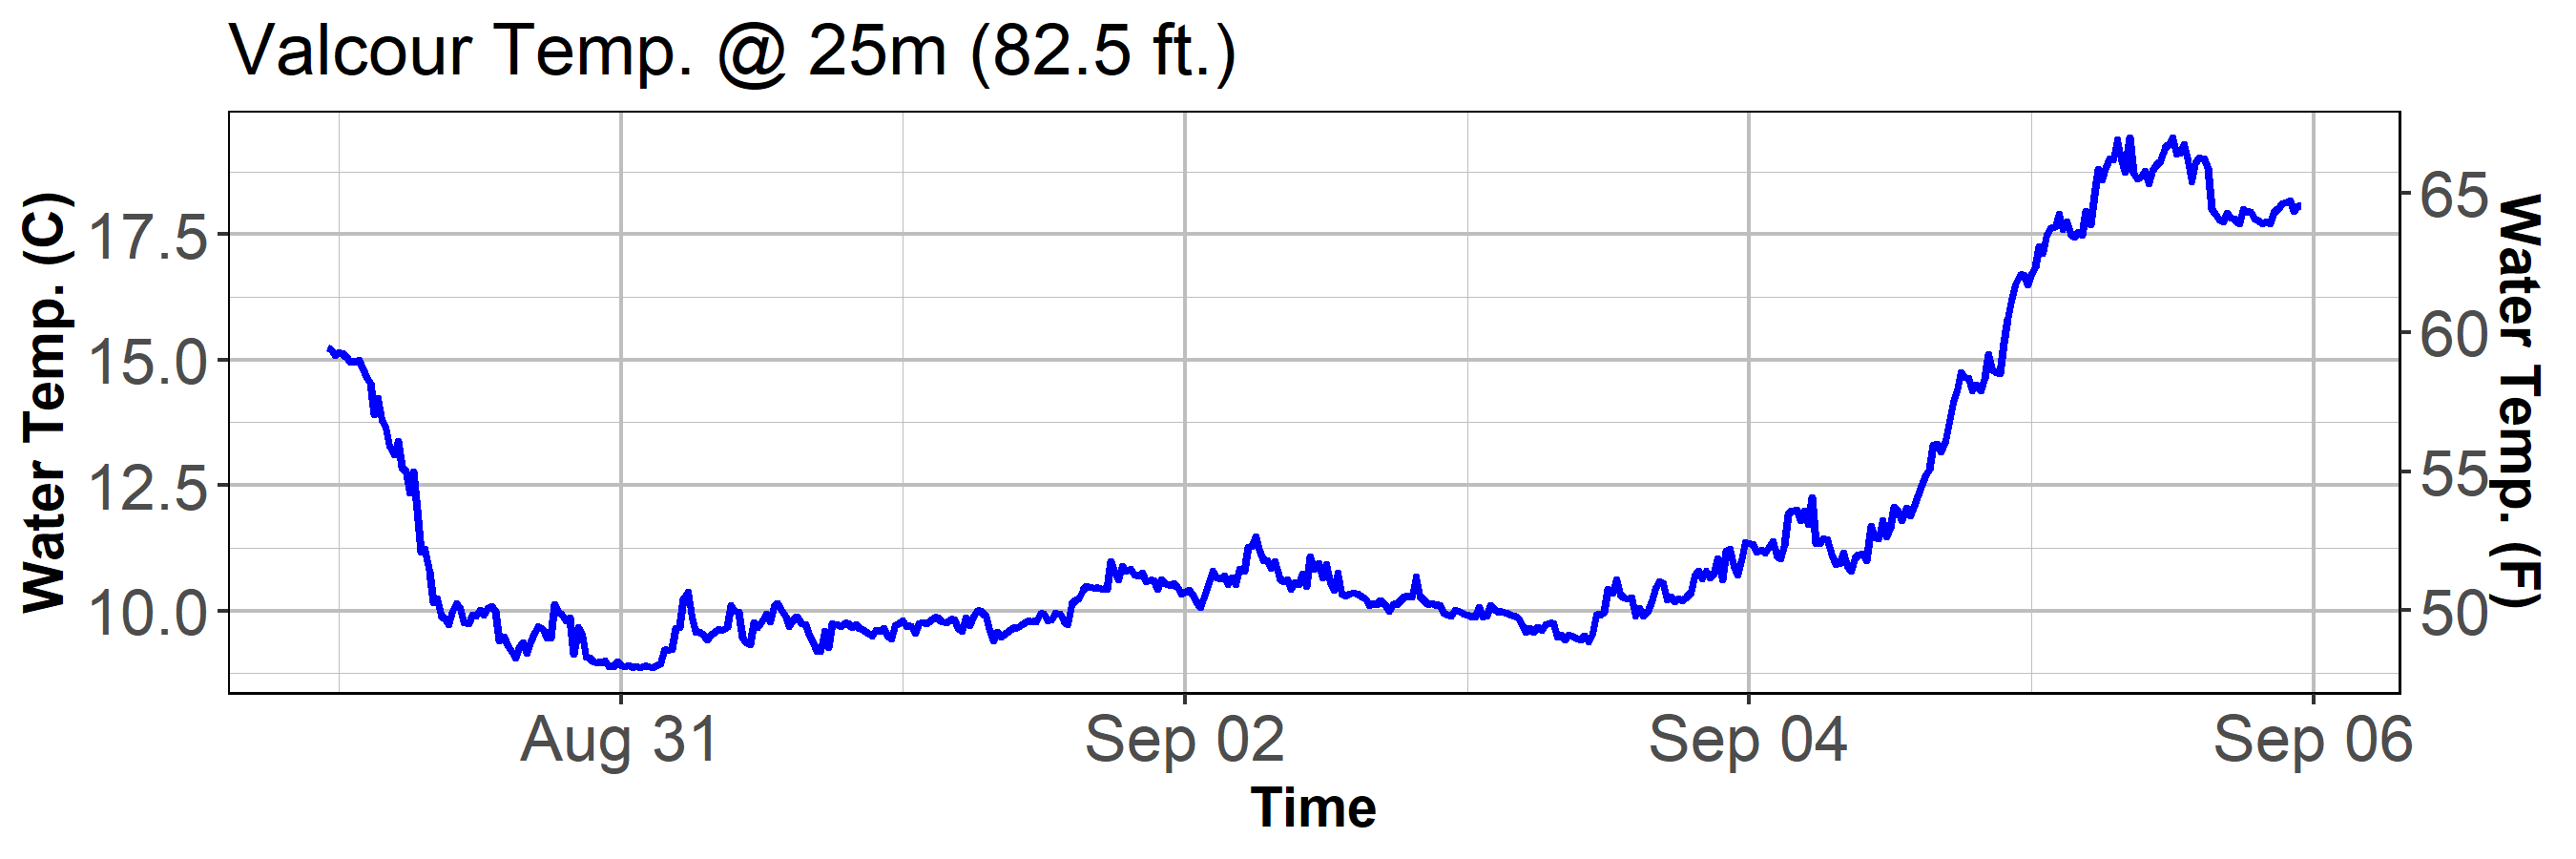 Valcour Temp. @ 25m (82.5 ft.)
Water Temp. (C)
17.5
15.0
12.5
10.0
65
60
55
50
Water Temp. (F)
Aug 31 Sep 02 Sep 04 Sep 06
Time